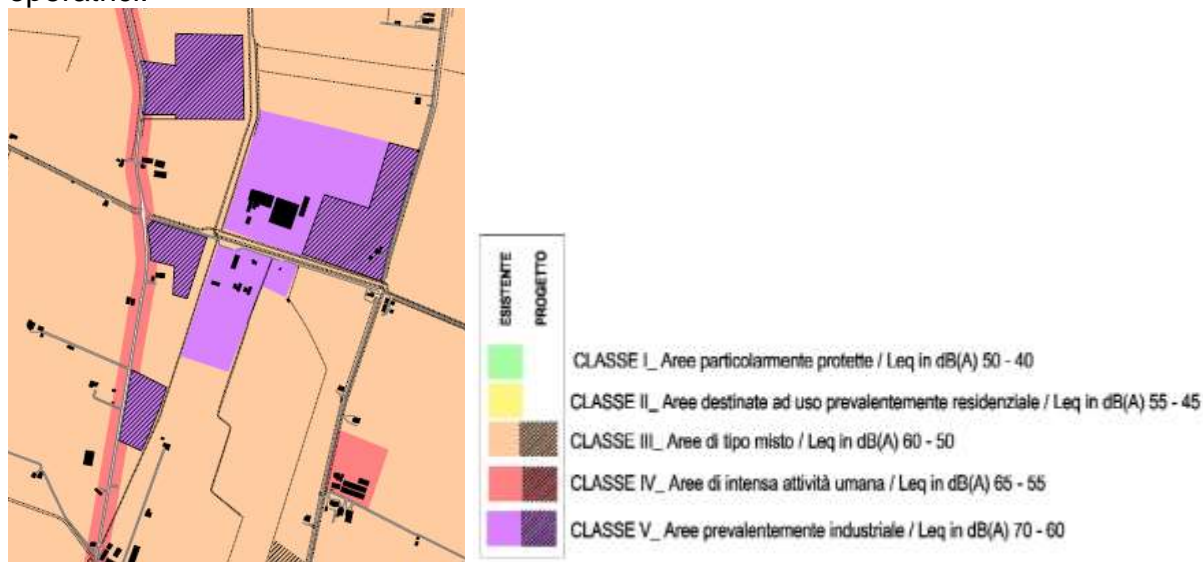 ESISTENTE
PROGETTO
CLASSE I_ Aree particolarmente protette / Leq in dB(A) 50 - 40
CLASSE II_ Aree destinate ad uso prevalentemente residenziale / Leq in dB(A) 55 - 45
CLASSE III_ Aree di tipo misto / Leq in dB(A) 60 - 50
CLASSE IV_ Aree di intensa attività umana / Leq in dB(A) 65 - 55
CLASSE V_ Aree prevalentemente industriale / Leq in dB(A) 70 - 60